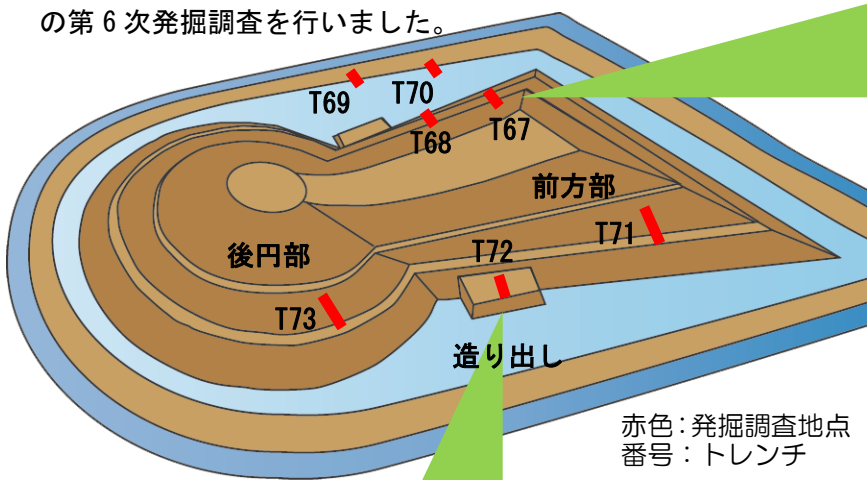 の第６次発掘調査を行いました。
T69
T70
T68
T67
前方部
後円部
T72
T71
T73
造り出し
赤色：発掘調査地点
番号：トレンチ